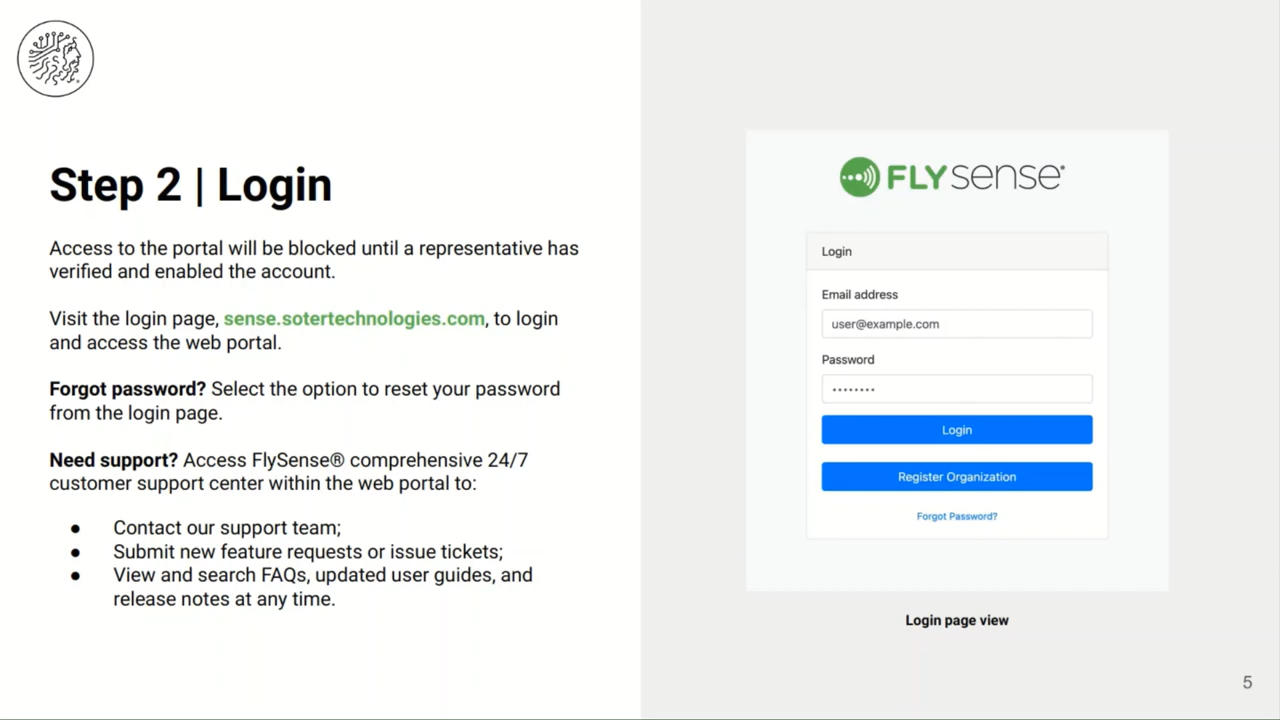 Step 2 | Login
Access to the portal will be blocked until a representative has
verified and enabled the account.
Visit the login page, sense.sotertechnologies.com, to login
and access the web portal.
Forgot password? Select the option to reset your password
from the login page.
Need support? Access FlySense® comprehensive 24/7
customer support center within the web portal to:
● Contact our support team;
● Submit new feature requests or issue tickets;
● View and search FAQs, updated user guides, and
release notes at any time.
FLYsense®
Login
Email address
user@example.com
Password
••••••••
Login
Register Organization
Forgot Password?
Login page view
5